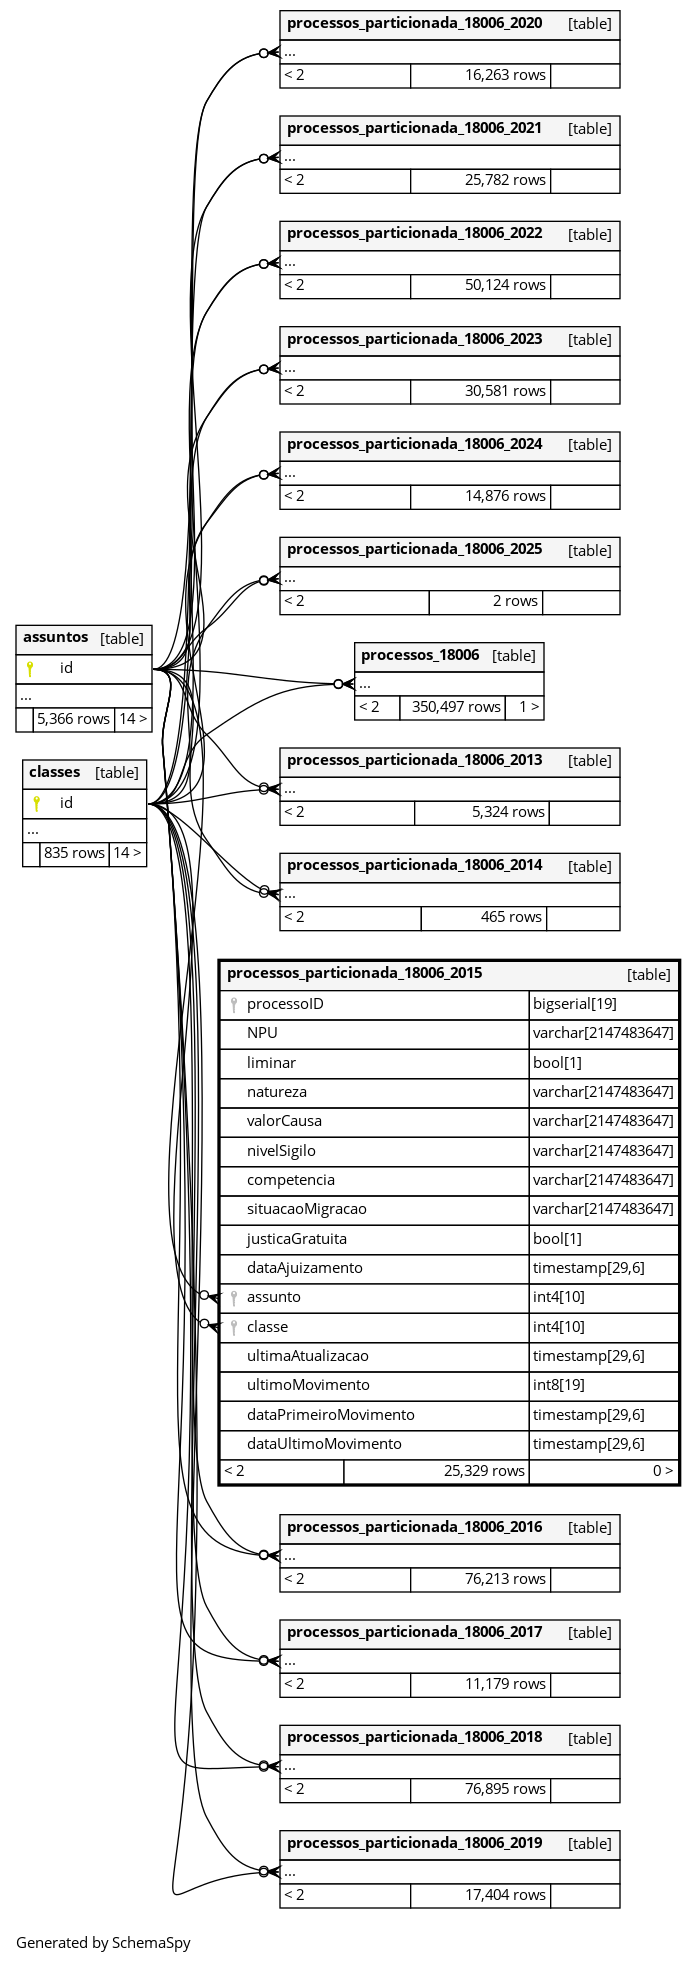 processos_particionada_18006_2020 [table]
...
< 2 16,263 rows
processos_particionada_18006_2021 [table]
...
< 2 25,782 rows
processos_particionada_18006_2022 [table]
...
< 2 50,124 rows
processos_particionada_18006_2023 [table]
...
< 2 30,581 rows
processos_particionada_18006_2024 [table]
...
< 2 14,876 rows
processos_particionada_18006_2025 [table]
...
< 2 2 rows
assuntos [table]
id
...
5,366 rows 14 >
processos_18006 [table]
...
< 2 350,497 rows 1 >
classes [table]
id
...
835 rows 14 >
processos_particionada_18006_2013 [table]
...
< 2 5,324 rows
processos_particionada_18006_2014 [table]
...
< 2 465 rows
processos_particionada_18006_2015 [table]
processoID bigserial[19]
NPU varchar[2147483647]
liminar bool[1]
natureza varchar[2147483647]
valorCausa varchar[2147483647]
nivelSigilo varchar[2147483647]
competencia varchar[2147483647]
situacaoMigracao varchar[2147483647]
justicaGratuita bool[1]
dataAjuizamento timestamp[29,6]
assunto int4[10]
classe int4[10]
ultimaAtualizacao timestamp[29,6]
ultimoMovimento int8[19]
dataPrimeiroMovimento timestamp[29,6]
dataUltimoMovimento timestamp[29,6]
< 2 25,329 rows 0 >
processos_particionada_18006_2016 [table]
...
< 2 76,213 rows
processos_particionada_18006_2017 [table]
...
< 2 11,179 rows
processos_particionada_18006_2018 [table]
...
< 2 76,895 rows
processos_particionada_18006_2019 [table]
...
< 2 17,404 rows
Generated by SchemaSpy